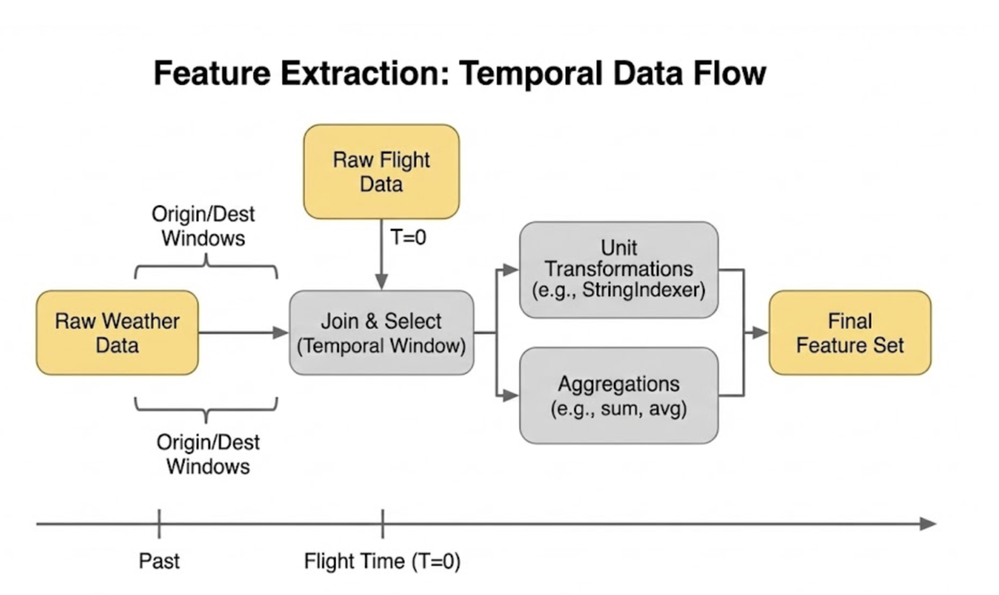 Feature Extraction: Temporal Data Flow
Raw Flight
Data
T=0
Origin/Dest
Windows
Raw Weather
Data
Join & Select
(Temporal Window)
Unit
Transformations
(e.g., StringIndexer)
Aggregations
(e.g., sum, avg)
Final
Feature Set
Origin/Dest
Windows
Past
Flight Time (T=0)